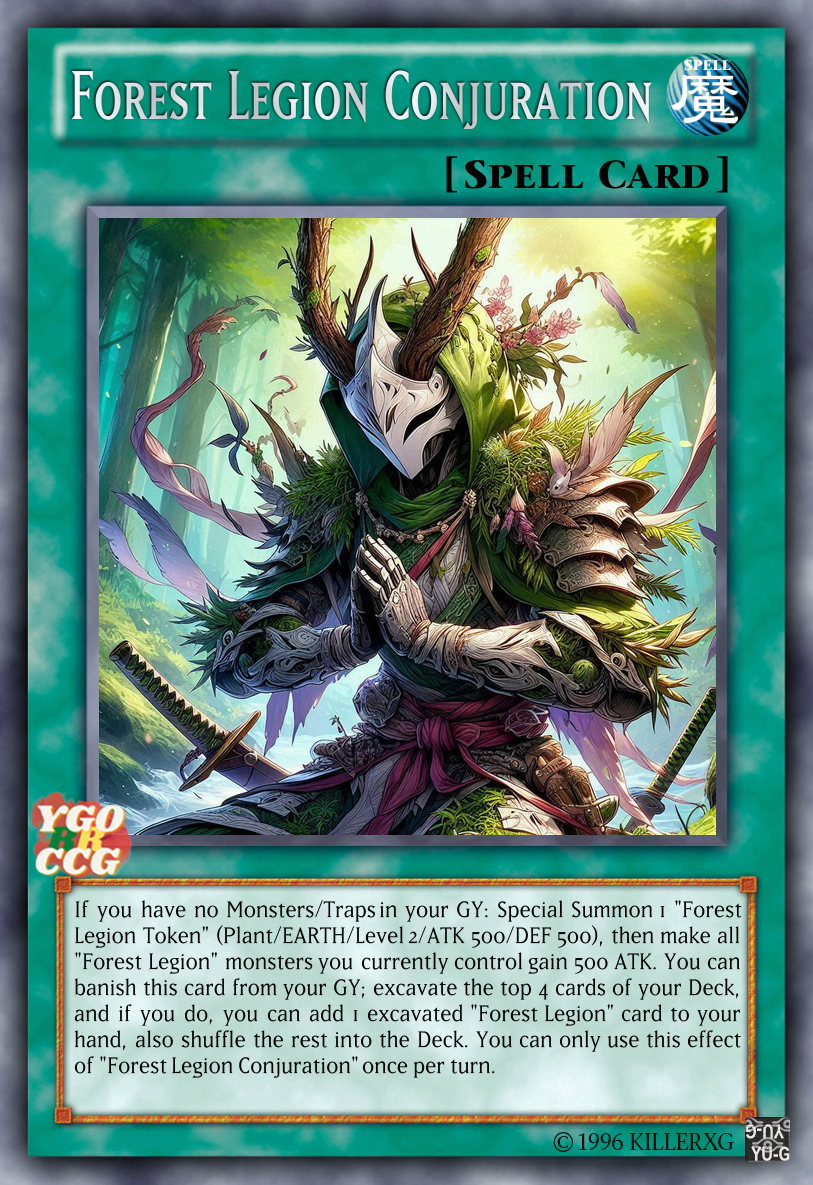 FOREST LEGION CONJURATION
SPELL
魔
[SPELL CARD]
YGO
BR
CCG
If you have no Monsters/Traps in your GY: Special Summon 1 "Forest
Legion Token" (Plant/EARTH/Level 2/ATK 500/DEF 500), then make all
"Forest Legion" monsters you currently control gain 500 ATK. You can
banish this card from your GY; excavate the top 4 cards of your Deck,
and if you do, you can add 1 excavated "Forest Legion" card to your
hand, also shuffle the rest into the Deck. You can only use this effect
of "Forest Legion Conjuration" once per turn.
© 1996 KILLERXG
YU-G